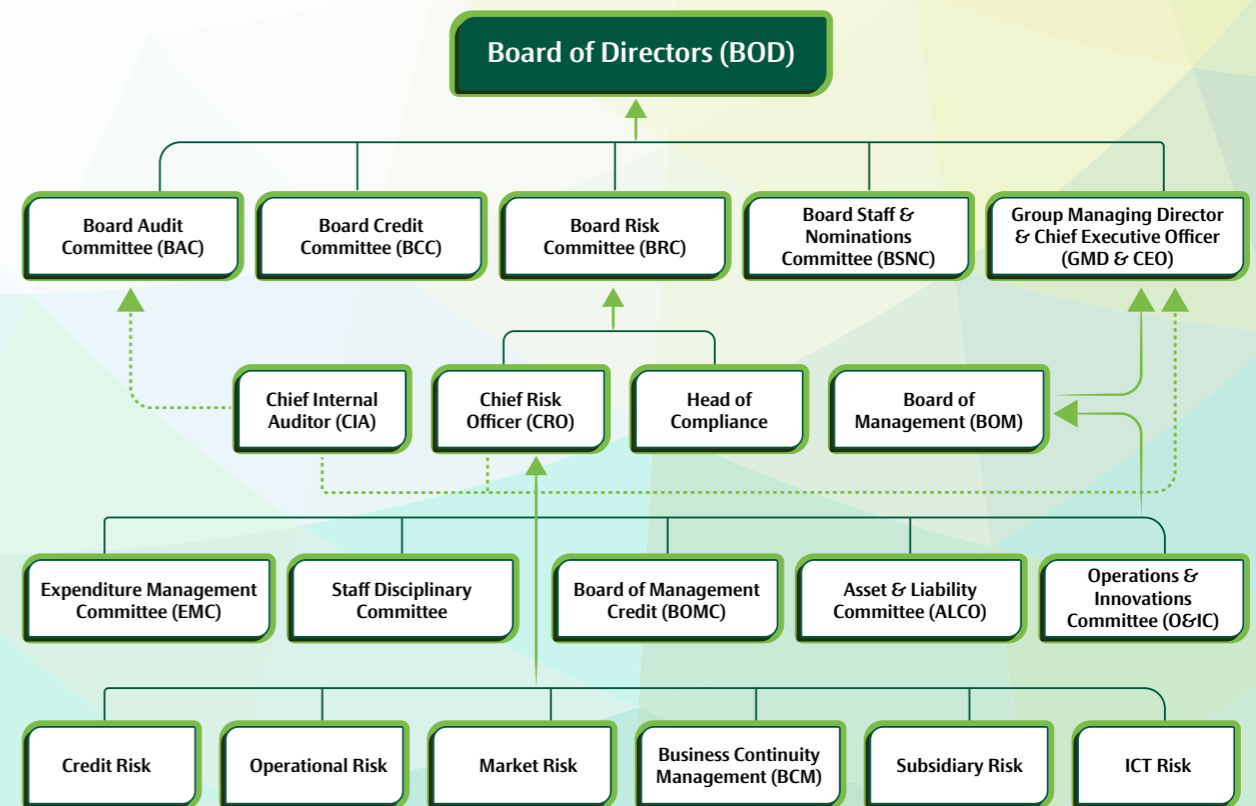 Board of Directors (BOD)
Board Audit
Committee (BAC)
Board Credit
Committee (BCC)
Board Risk
Committee (BRC)
Board Staff &
Nominations
Committee (BSNC)
Group Managing Director
& Chief Executive Officer
(GMD & CEO)
Chief Internal
Auditor (CIA)
Chief Risk
Officer (CRO)
Head of
Compliance
Board of
Management (BOM)
Expenditure Management
Committee (EMC)
Staff Disciplinary
Committee
Board of Management
Credit (BOMC)
Asset & Liability
Committee (ALCO)
Operations &
Innovations
Committee (O&IC)
Credit Risk
Operational Risk
Market Risk
Business Continuity
Management (BCM)
Subsidiary Risk
ICT Risk